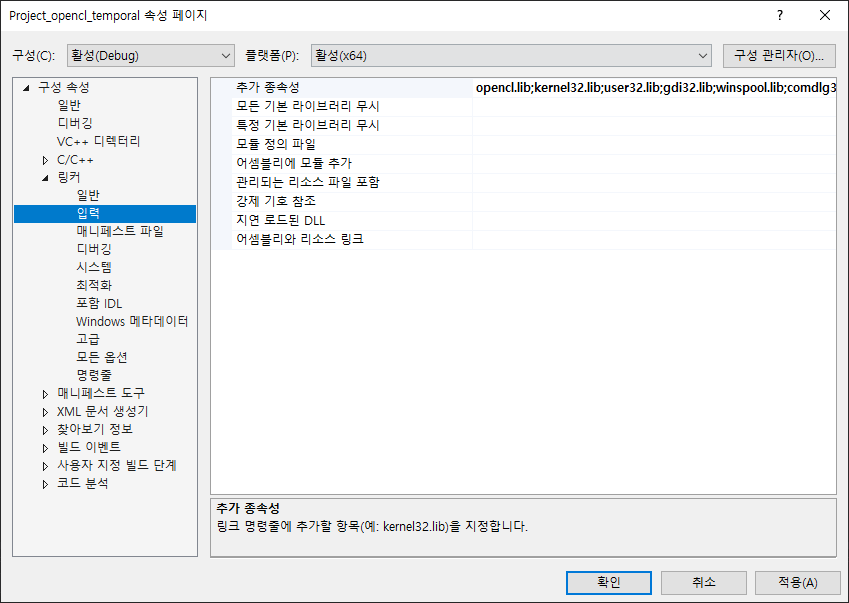 Project_opencl_temporal 속성 페이지
?
구성(C): 활성(Debug) 플랫폼(P): 활성(x64) 구성 관리자(O)...
구성 속성
일반
디버깅
VC++ 디렉터리
C/C++
링커
일반
입력
매니페스트 파일
디버깅
시스템
최적화
포함 IDL
Windows 메타데이터
고급
모든 옵션
명령줄
매니페스트 도구
XML 문서 생성기
찾아보기 정보
빌드 이벤트
사용자 지정 빌드 단계
코드 분석
추가 종속성 opencl.lib;kernel32.lib;user32.lib;gdi32.lib;winspool.lib;comdlg3
모든 기본 라이브러리 무시
특정 기본 라이브러리 무시
모듈 정의 파일
어셈블리에 모듈 추가
관리되는 리소스 파일 포함
강제 기호 참조
지연 로드된 DLL
어셈블리와 리소스 링크
추가 종속성
링크 명령줄에 추가할 항목(예: kernel32.lib)을 지정합니다.
확인 취소 적용(A)